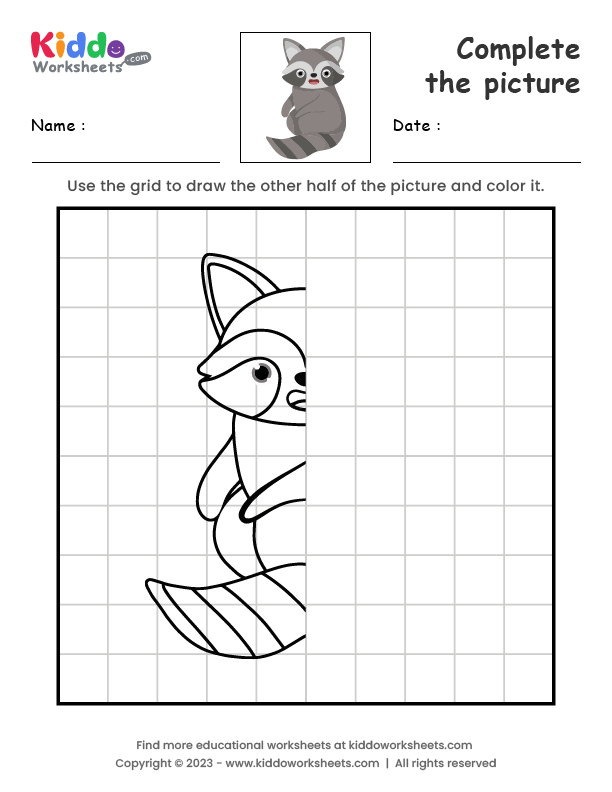 Kiddo
Worksheets.com
Complete
the picture
Name :
Date :
Use the grid to draw the other half of the picture and color it.
Find more educational worksheets at kiddoworksheets.com
Copyright © 2023 - www.kiddoworksheets.com | All rights reserved